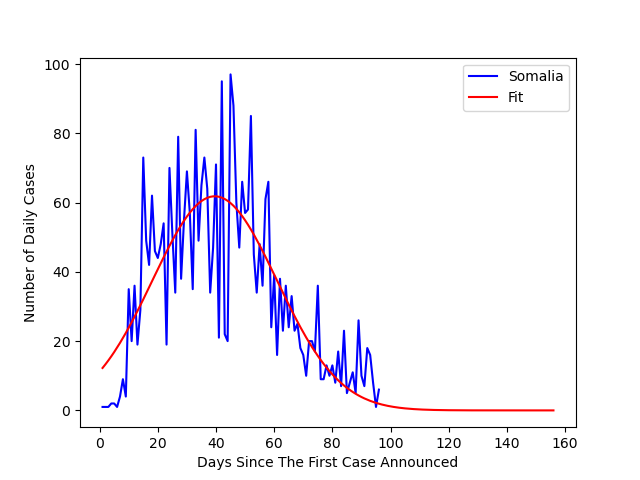 Somalia
Fit
100
80
60
40
20
0
Number of Daily Cases
0 20 40 60 80 100 120 140 160
Days Since The First Case Announced